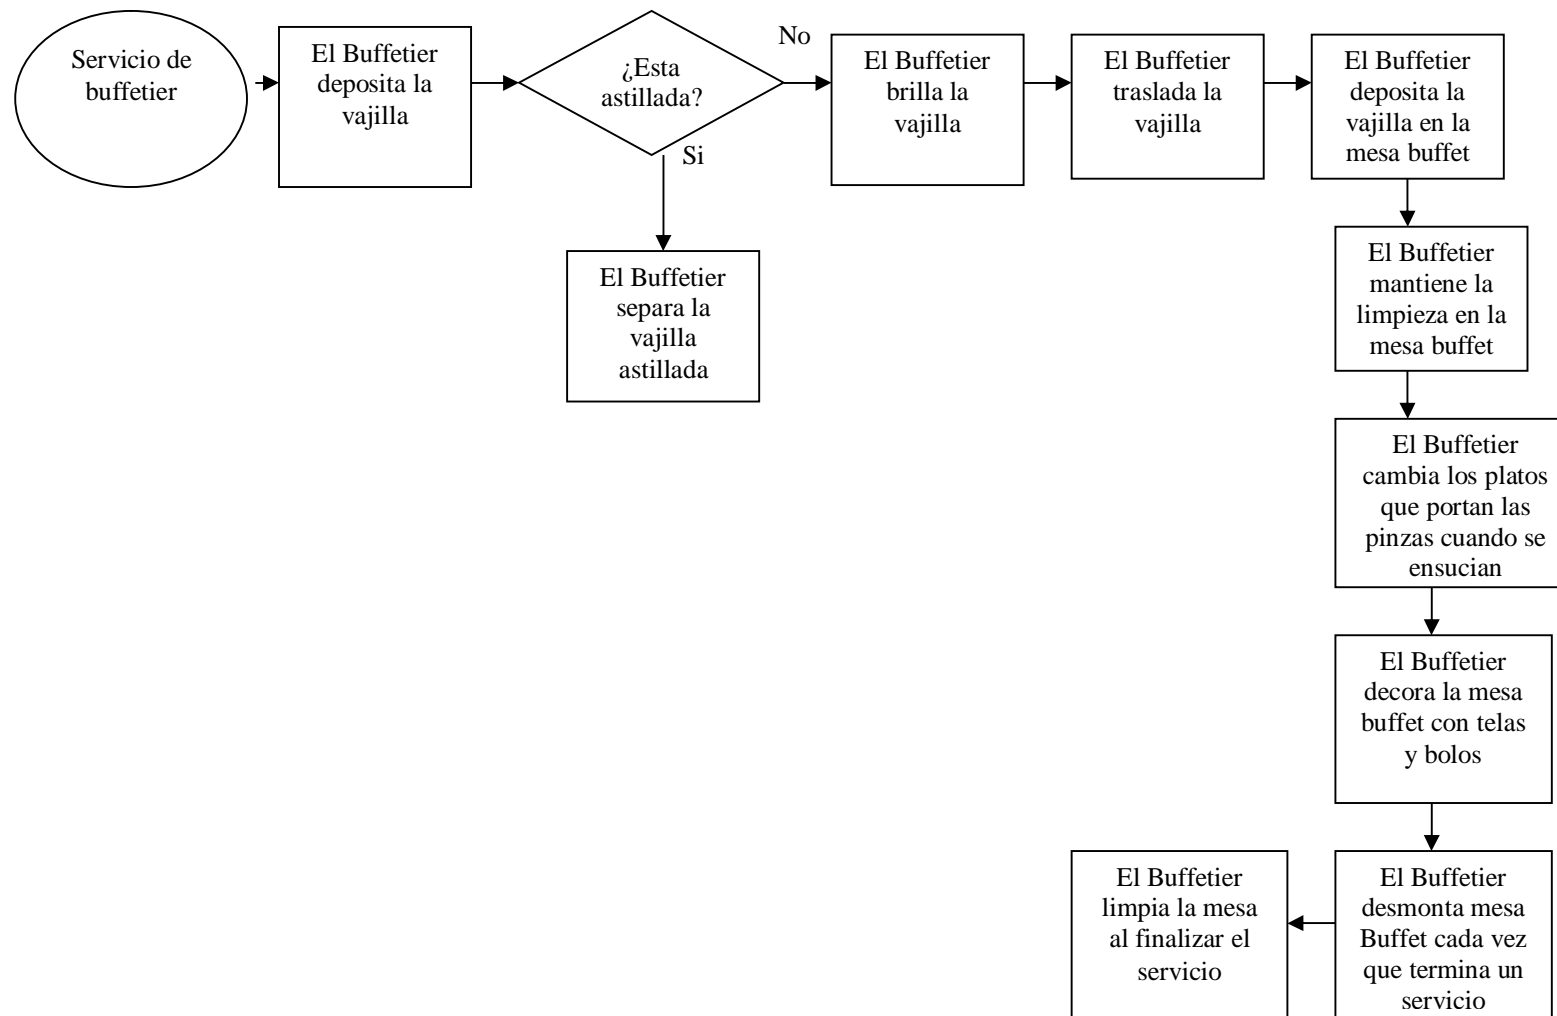 Servicio de
buffetier
El Buffetier
deposita la
vajilla
¿Esta
astillada?
No
Si
El Buffetier
separa la
vajilla
astillada
El Buffetier
brilla la
vajilla
El Buffetier
traslada la
vajilla
El Buffetier
deposita la
vajilla en la
mesa buffet
El Buffetier
mantiene la
limpieza en la
mesa buffet
El Buffetier
cambia los platos
que portan las
pinzas cuando se
ensucian
El Buffetier
decora la mesa
buffet con telas
y bolos
El Buffetier
desmonta mesa
Buffet cada vez
que termina un
servicio
El Buffetier
limpia la mesa
al finalizar el
servicio